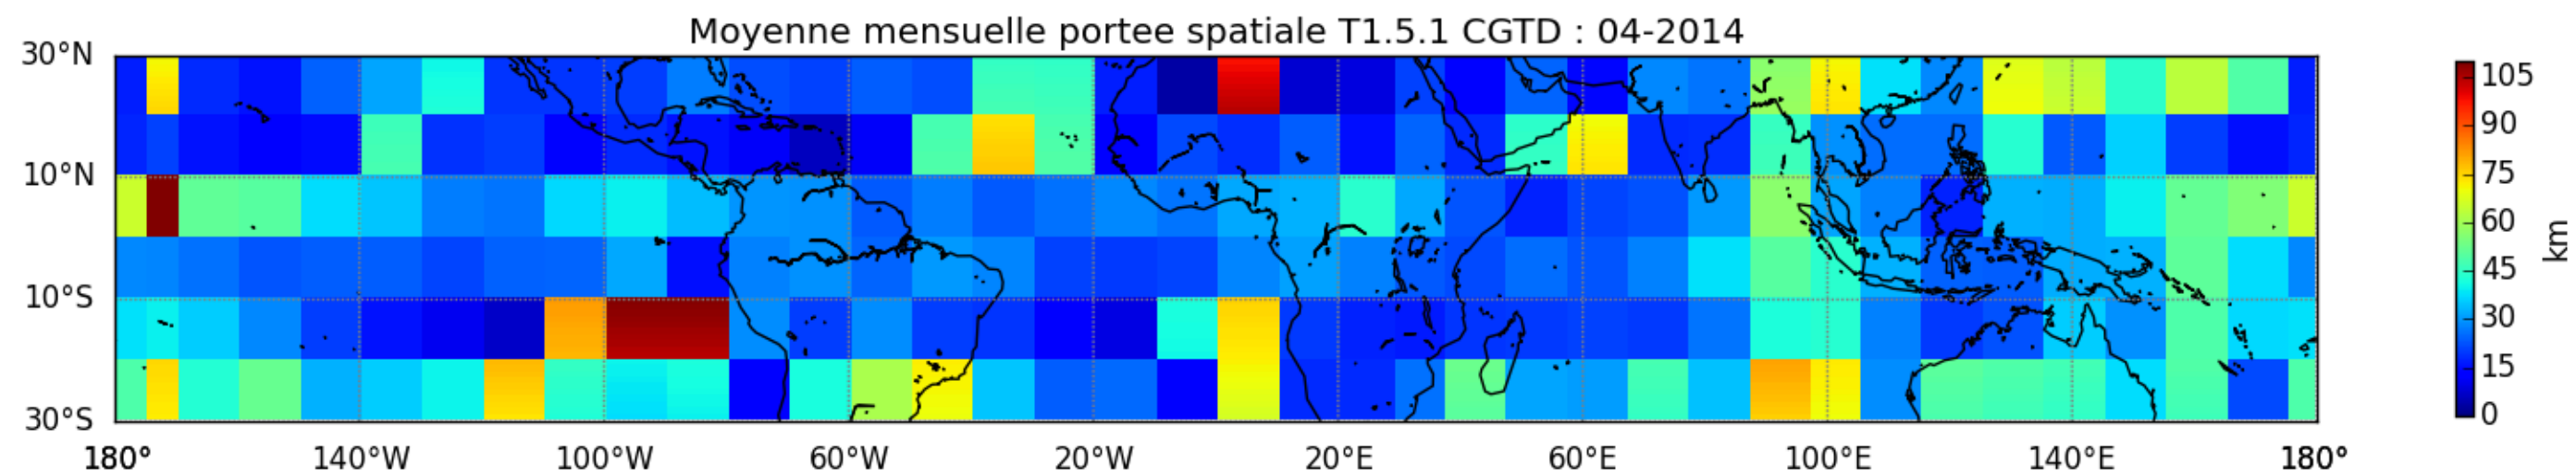 Moyenne mensuelle portee spatiale T1.5.1 CGTD : 04-2014
30°N
10°N
10°S
30°S
180° 140°W 100°W 60°W 20°W 20°E 60°E 100°E 140°E 180°
105
90
75
60
45
30
15
0
km